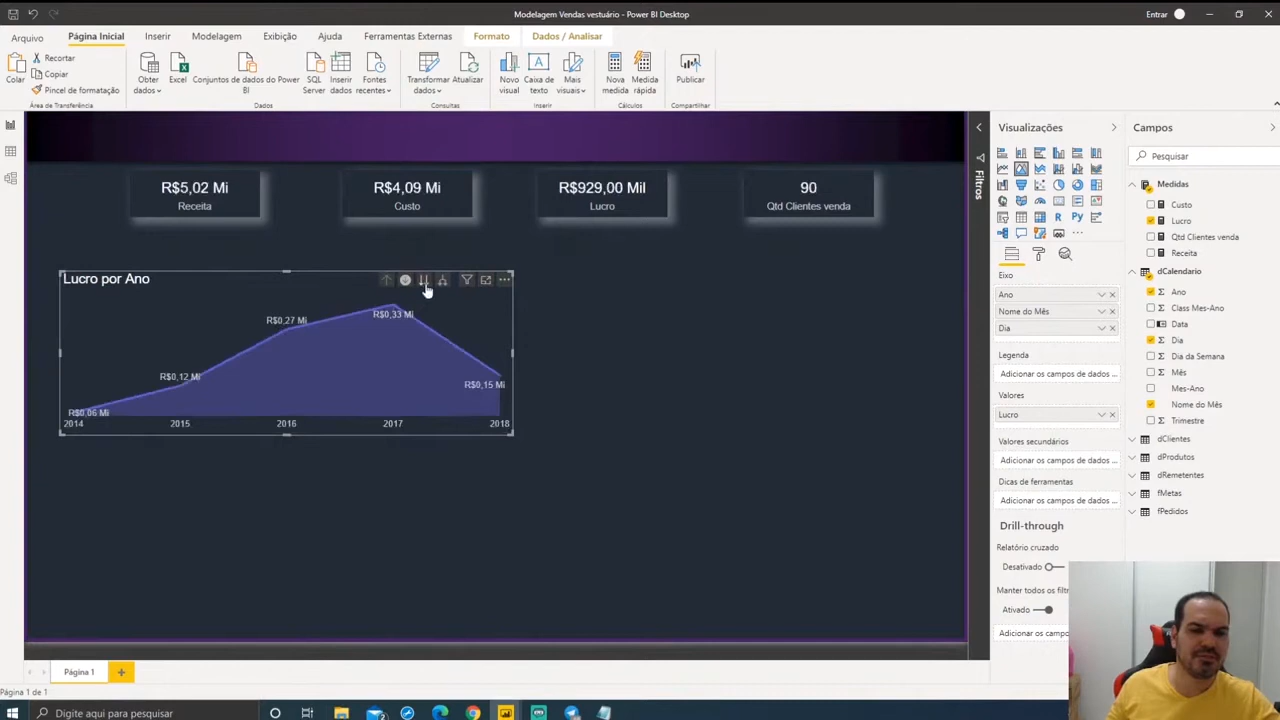 Modelagem Vendas vestuário - Power BI Desktop
Entrar
Arquivo
Página Inicial
Inserir
Modelagem
Exibição
Ajuda
Ferramentas Externas
Formato
Dados / Analisar
Colar
Recortar
Copiar
Pincel de formatação
Área de Transferência
Obter dados
Excel
Conjuntos de dados do Power BI
SQL Server
Inserir dados
Fontes recentes
Dados
Transformar dados
Atualizar
Consultas
Novo visual
Caixa de texto
Mais visuais
Inserir
Nova medida
Medida rápida
Cálculos
Publicar
Compartilhar
R$5,02 Mi
Receita
R$4,09 Mi
Custo
R$929,00 Mil
Lucro
90
Qtd Clientes venda
Lucro por Ano
R$0,06 Mi
R$0,12 Mi
R$0,27 Mi
R$0,33 Mi
R$0,15 Mi
2014
2015
2016
2017
2018
Filtros
Visualizações
R
Py
Eixo
Ano
Nome do Mês
Dia
Legenda
Adicionar os campos de dados ...
Valores
Lucro
Valores secundários
Adicionar os campos de dados ...
Dicas de ferramentas
Adicionar os campos de dados ...
Drill-through
Relatório cruzado
Desativado
Manter todos os filtr
Ativado
Adicionar os campo
Campos
Pesquisar
Medidas
Custo
Lucro
Qtd Clientes venda
Receita
dCalendario
Ano
Class Mes-Ano
Data
Dia
Dia da Semana
Mês
Mes-Ano
Nome do Mês
Trimestre
dClientes
dProdutos
dRemetentes
fMetas
fPedidos
Página 1
Página 1 de 1
Digite aqui para pesquisar